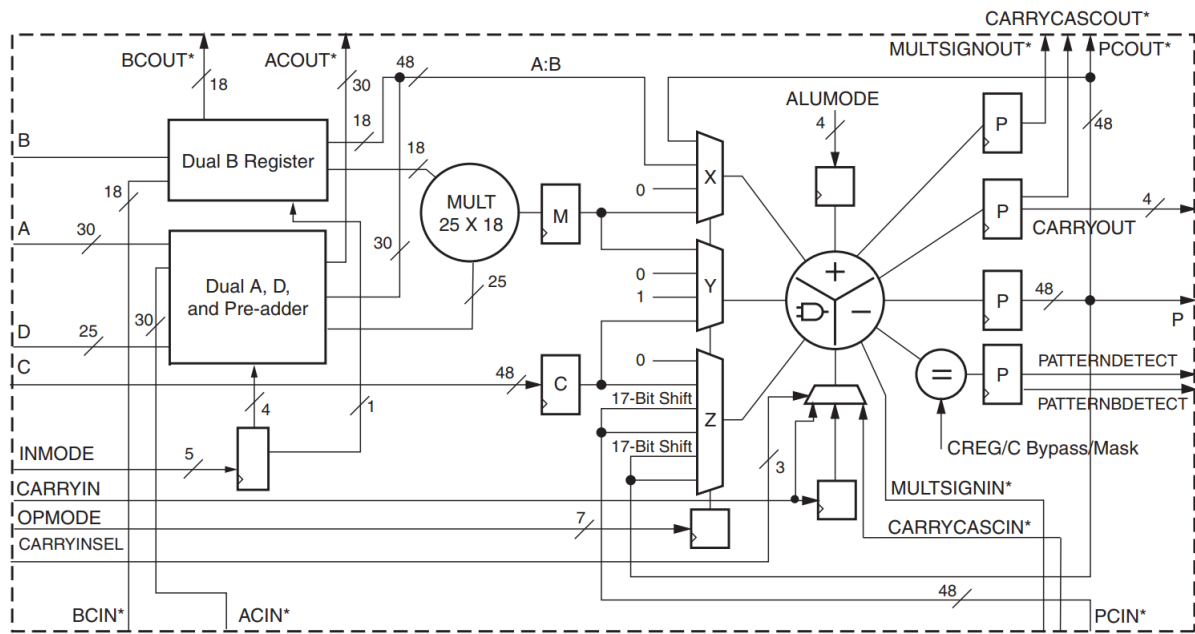 CARRYCASCOUT*
BCOUT* ACOUT* MULTSIGNOUT* PCOUT*
48 A:B
18 30
ALUMODE
B 18 4 P 48
Dual B Register 18
X
18 0
MULT
25 X 18 M P 4
A 30 30 CARRYOUT
Dual A, D,
and Pre-adder
25 0 Y + P 48
1 − P
D 25 30
C 0 PATTERNDETECT
48 C = P
17-Bit Shift PATTERNBDETECT
4 1 Z
17-Bit Shift CREG/C Bypass/Mask
INMODE 5 3
CARRYIN MULTSIGNIN*
OPMODE 7
CARRYINSEL CARRYCASCIN*
48
BCIN* ACIN* PCIN*